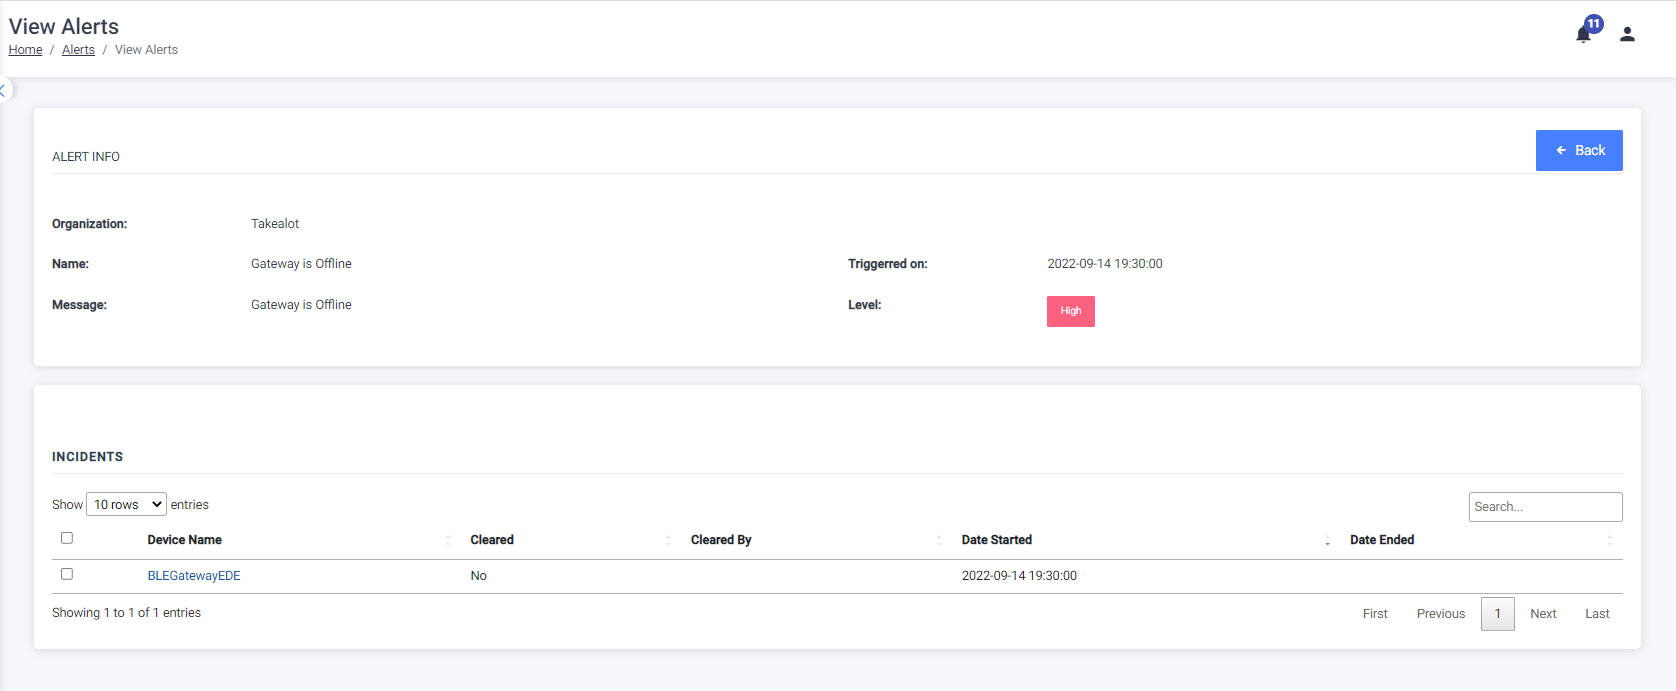 View Alerts
11
Home / Alerts / View Alerts
ALERT INFO
Back
Organization: Takealot
Name: Gateway is Offline Triggerred on: 2022-09-14 19:30:00
Message: Gateway is Offline Level: High
INCIDENTS
Show 10 rows entries Search...
Device Name Cleared Cleared By Date Started Date Ended
BLEGatewayEDE No 2022-09-14 19:30:00
Showing 1 to 1 of 1 entries First Previous 1 Next Last